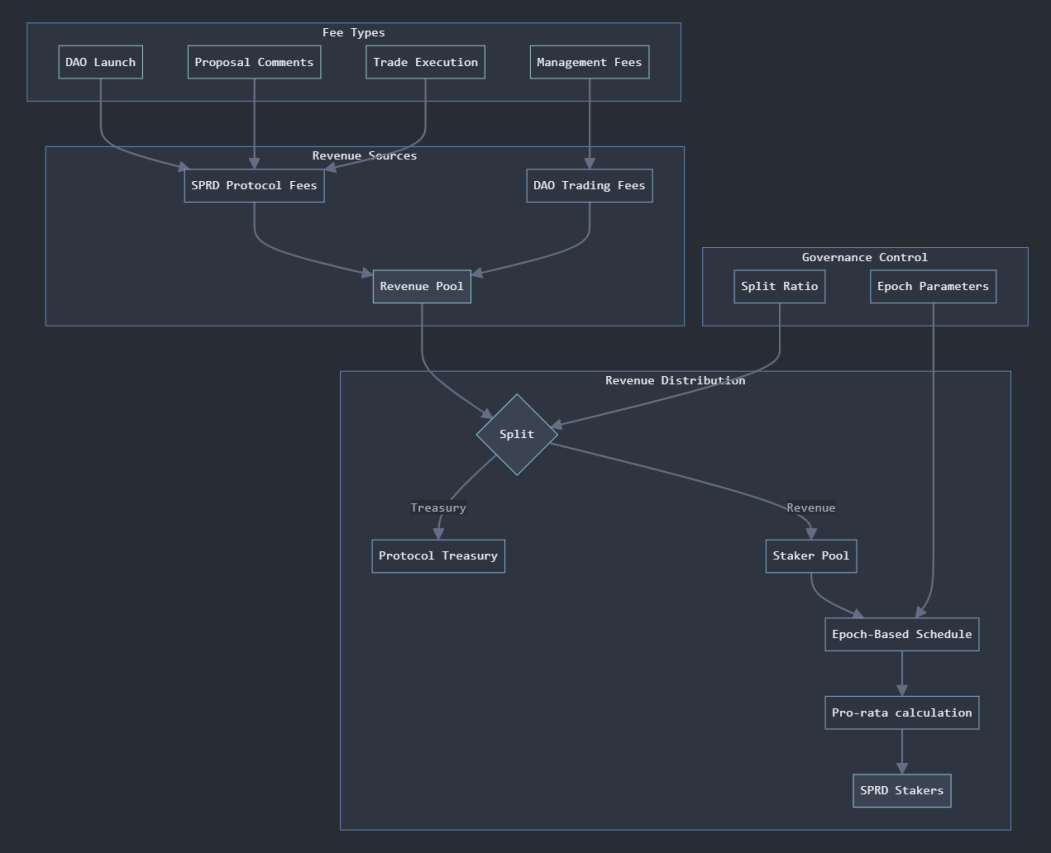 Fee Types
DAO Launch
Proposal Comments
Trade Execution
Management Fees
Revenue Sources
SPRD Protocol Fees
DAO Trading Fees
Revenue Pool
Governance Control
Split Ratio
Epoch Parameters
Revenue Distribution
Split
Treasury
Revenue
Protocol Treasury
Staker Pool
Epoch-Based Schedule
Pro-rata calculation
SPRD Stakers